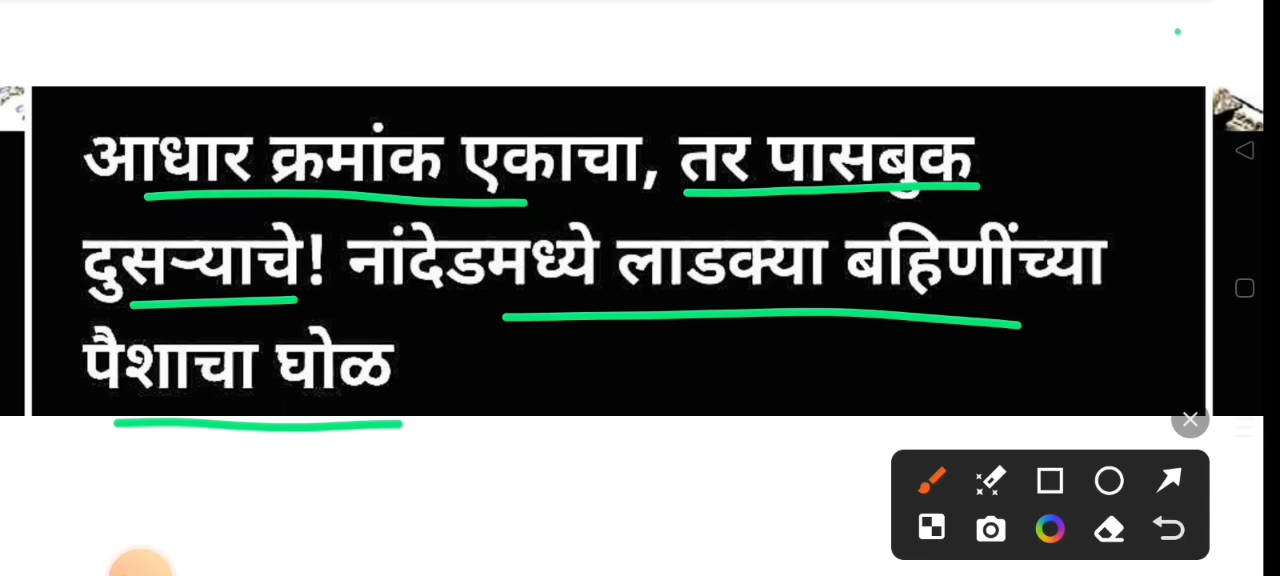 आधार क्रमांक एकाचा, तर पासबुक
दुसऱ्याचे! नांदेडमध्ये लाडक्या बहिणींच्या
पैशाचा घोळ